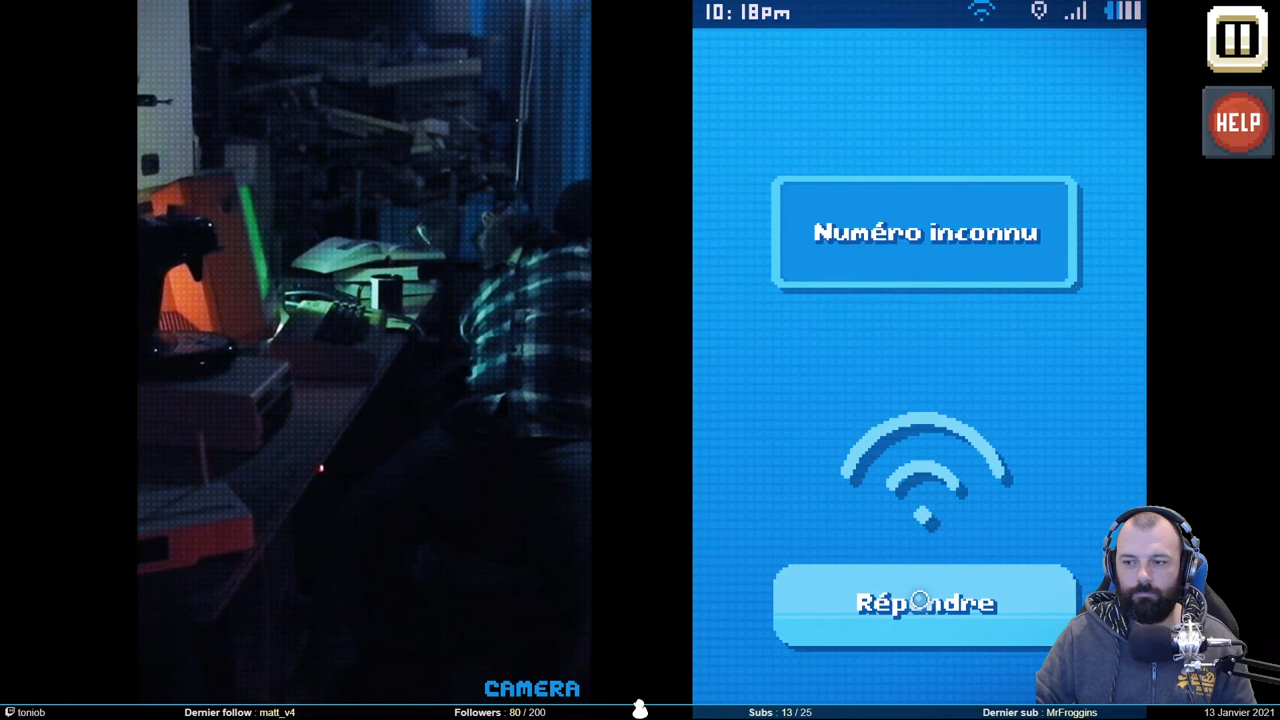 10: 18pm
HELP
Numéro inconnu
Répondre
CAMERA
toniob
Dernier follow : matt_v4
Followers : 80 / 200
Subs : 13 / 25
Dernier sub : MrFroggins
13 Janvier 2021